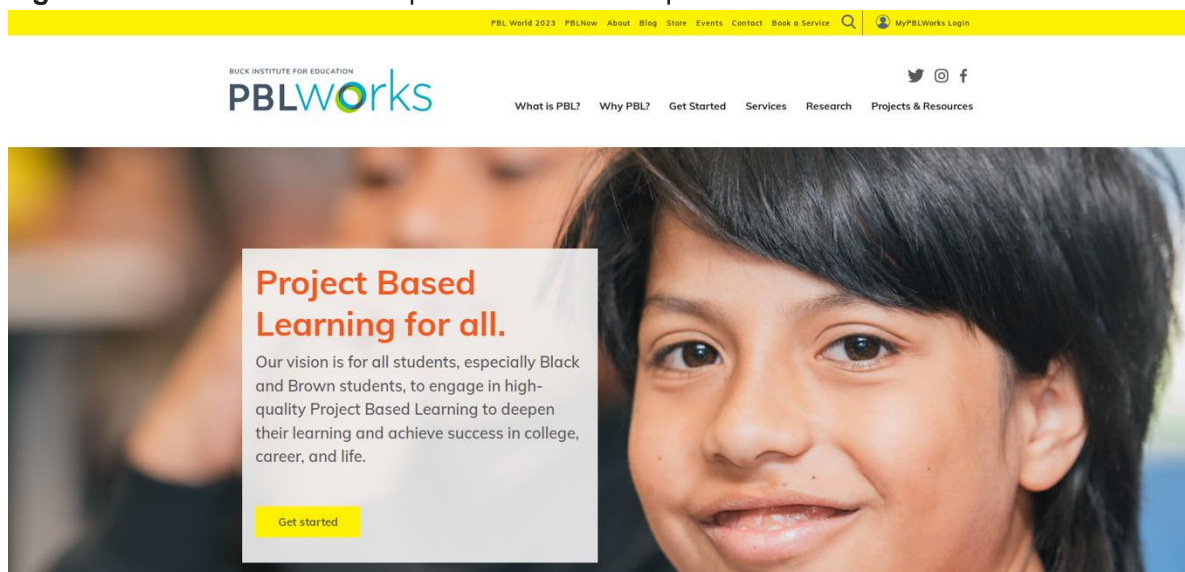 PBL World 2023 PBLNow About Blog Store Events Contact Book a Service MyPBLWorks Login
BUCK INSTITUTE FOR EDUCATION
PBLWorks
What is PBL? Why PBL? Get Started Services Research Projects & Resources
Project Based
Learning for all.
Our vision is for all students, especially Black
and Brown students, to engage in high-
quality Project Based Learning to deepen
their learning and achieve success in college,
career, and life.
Get started